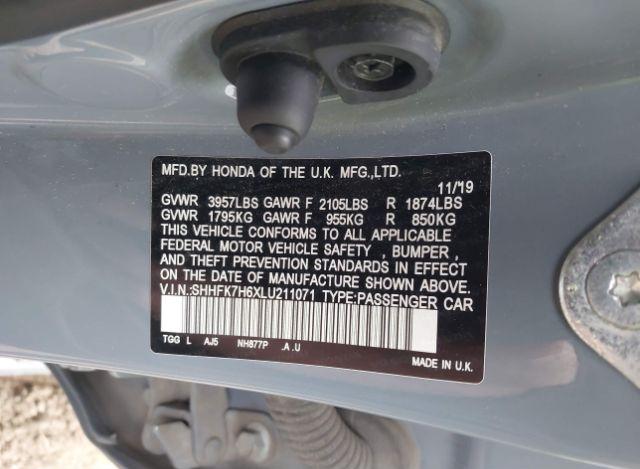 MFD.BY HONDA OF THE U.K. MFG.,LTD.
11/19
GVWR 3957LBS GAWR F 2105LBS R 1874LBS
GVWR 1795KG GAWR F 955KG R 850KG
THIS VEHICLE CONFORMS TO ALL APPLICABLE
FEDERAL MOTOR VEHICLE SAFETY , BUMPER ,
AND THEFT PREVENTION STANDARDS IN EFFECT
ON THE DATE OF MANUFACTURE SHOWN ABOVE.
V.I.N.:SHHFK7H6XLU211071 TYPE:PASSENGER CAR
TGG L AJ5 NH877P .A .U
MADE IN U.K.